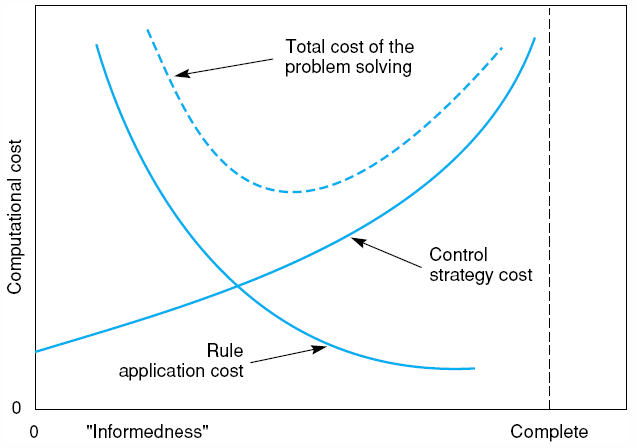 Total cost of the
problem solving
Computational cost
Control
strategy cost
Rule
application cost
0
0
"Informedness"
Complete